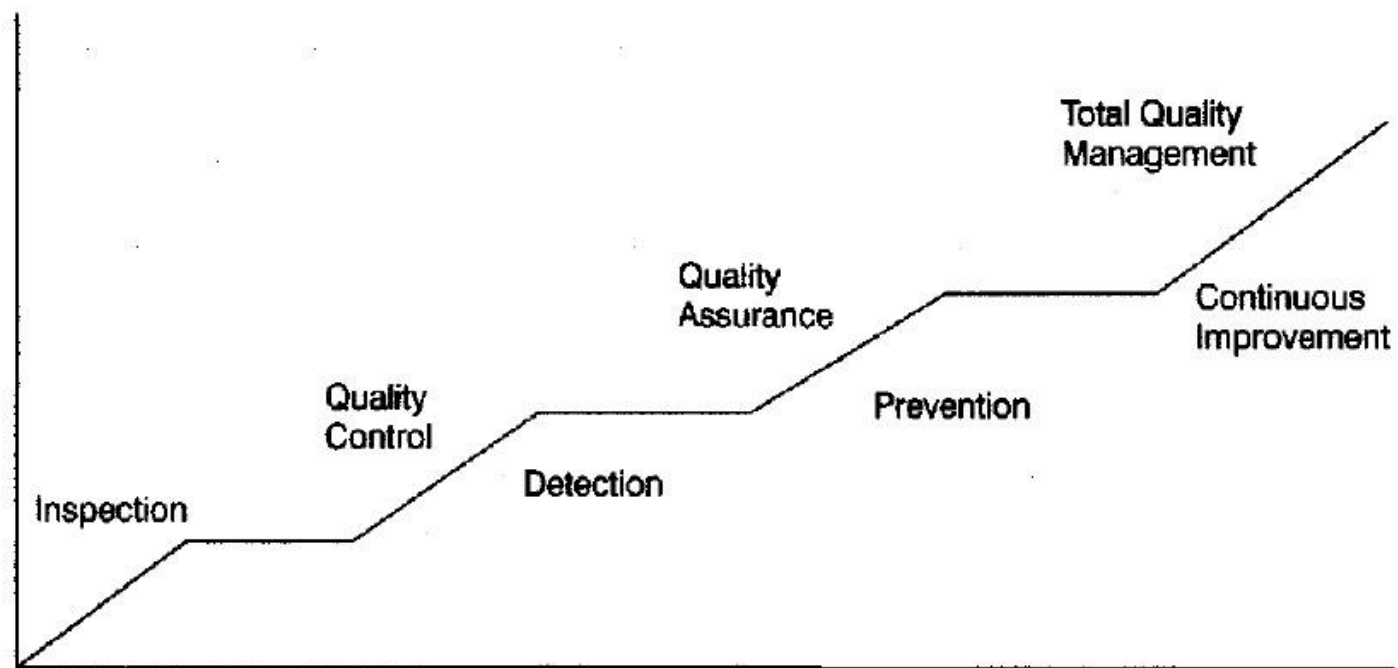 Total Quality
Management
Quality
Assurance
Continuous
Improvement
Quality
Control
Prevention
Detection
Inspection